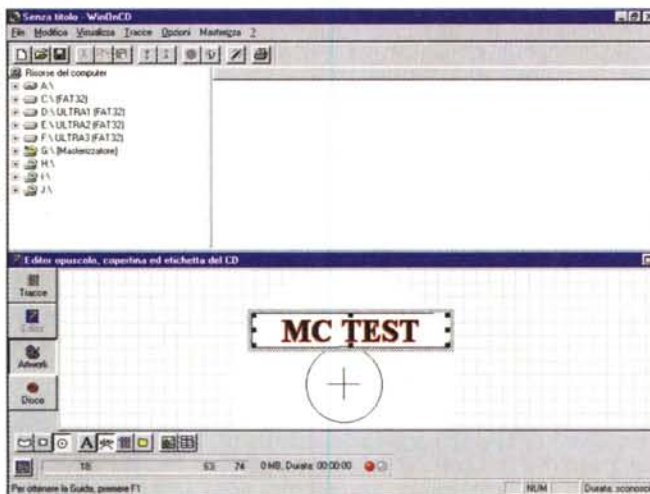 Senza titolo - WinOnCD
File Modifica Visualizza Tracce Opzioni Masterizza ?
Risorse del computer
A:\
C:\ (FAT32)
D:\ ULTRA1 (FAT32)
E:\ ULTRA2 (FAT32)
F:\ ULTRA3 (FAT32)
G:\ [Masterizzatore]
H:\
I:\
J:\
Editor opuscolo, copertina ed etichetta del CD
Tracce
Editor
Artwork
Disco
MC TEST
A
18 63 74 0 MB, Durata: 00:00:00
Per ottenere la Guida, premere F1 NUM Durata: sconosci